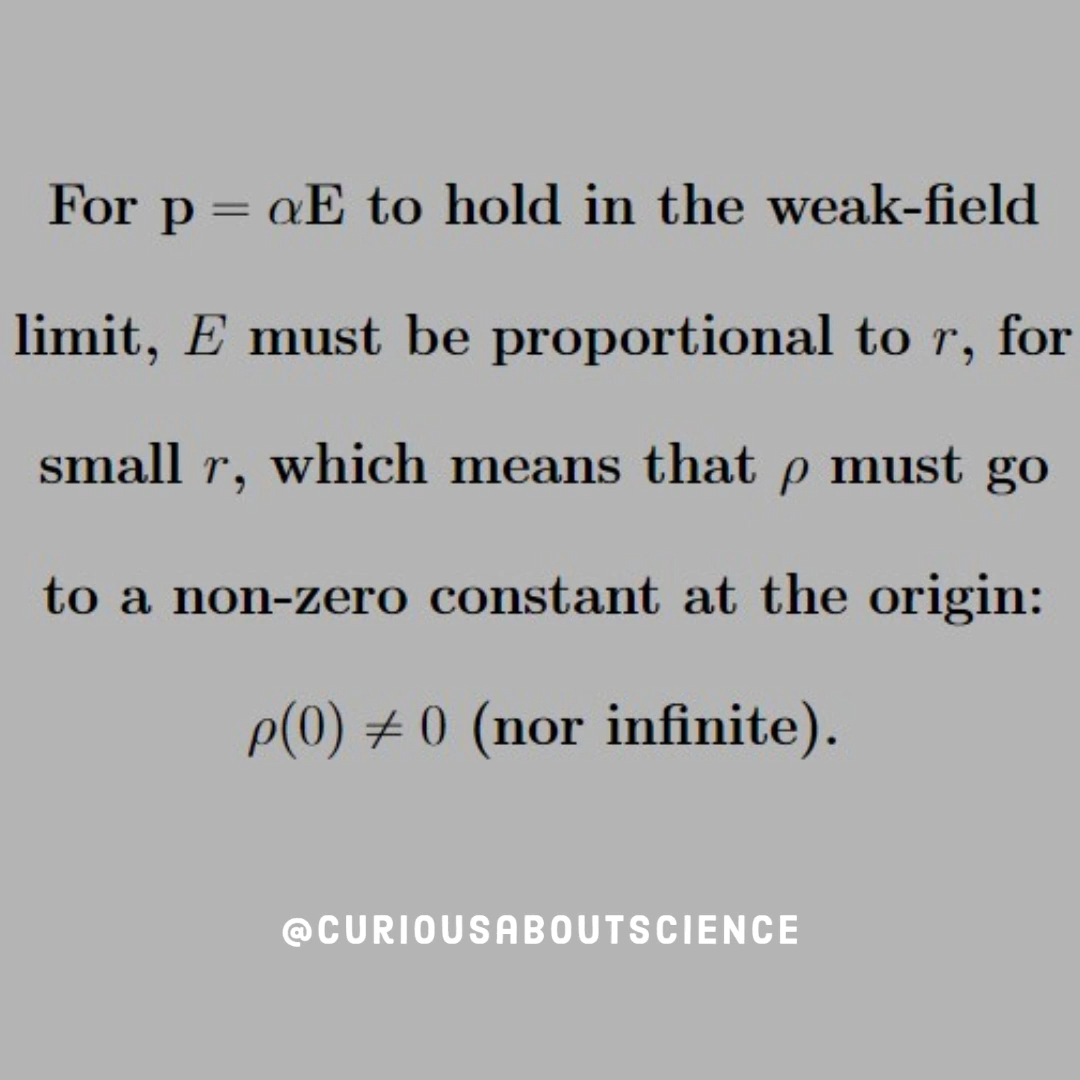 For p = αE to hold in the weak-field
limit, E must be proportional to r, for
small r, which means that ρ must go
to a non-zero constant at the origin:
ρ(0) ≠ 0 (nor infinite).
@CURIOUSABOUTSCIENCE